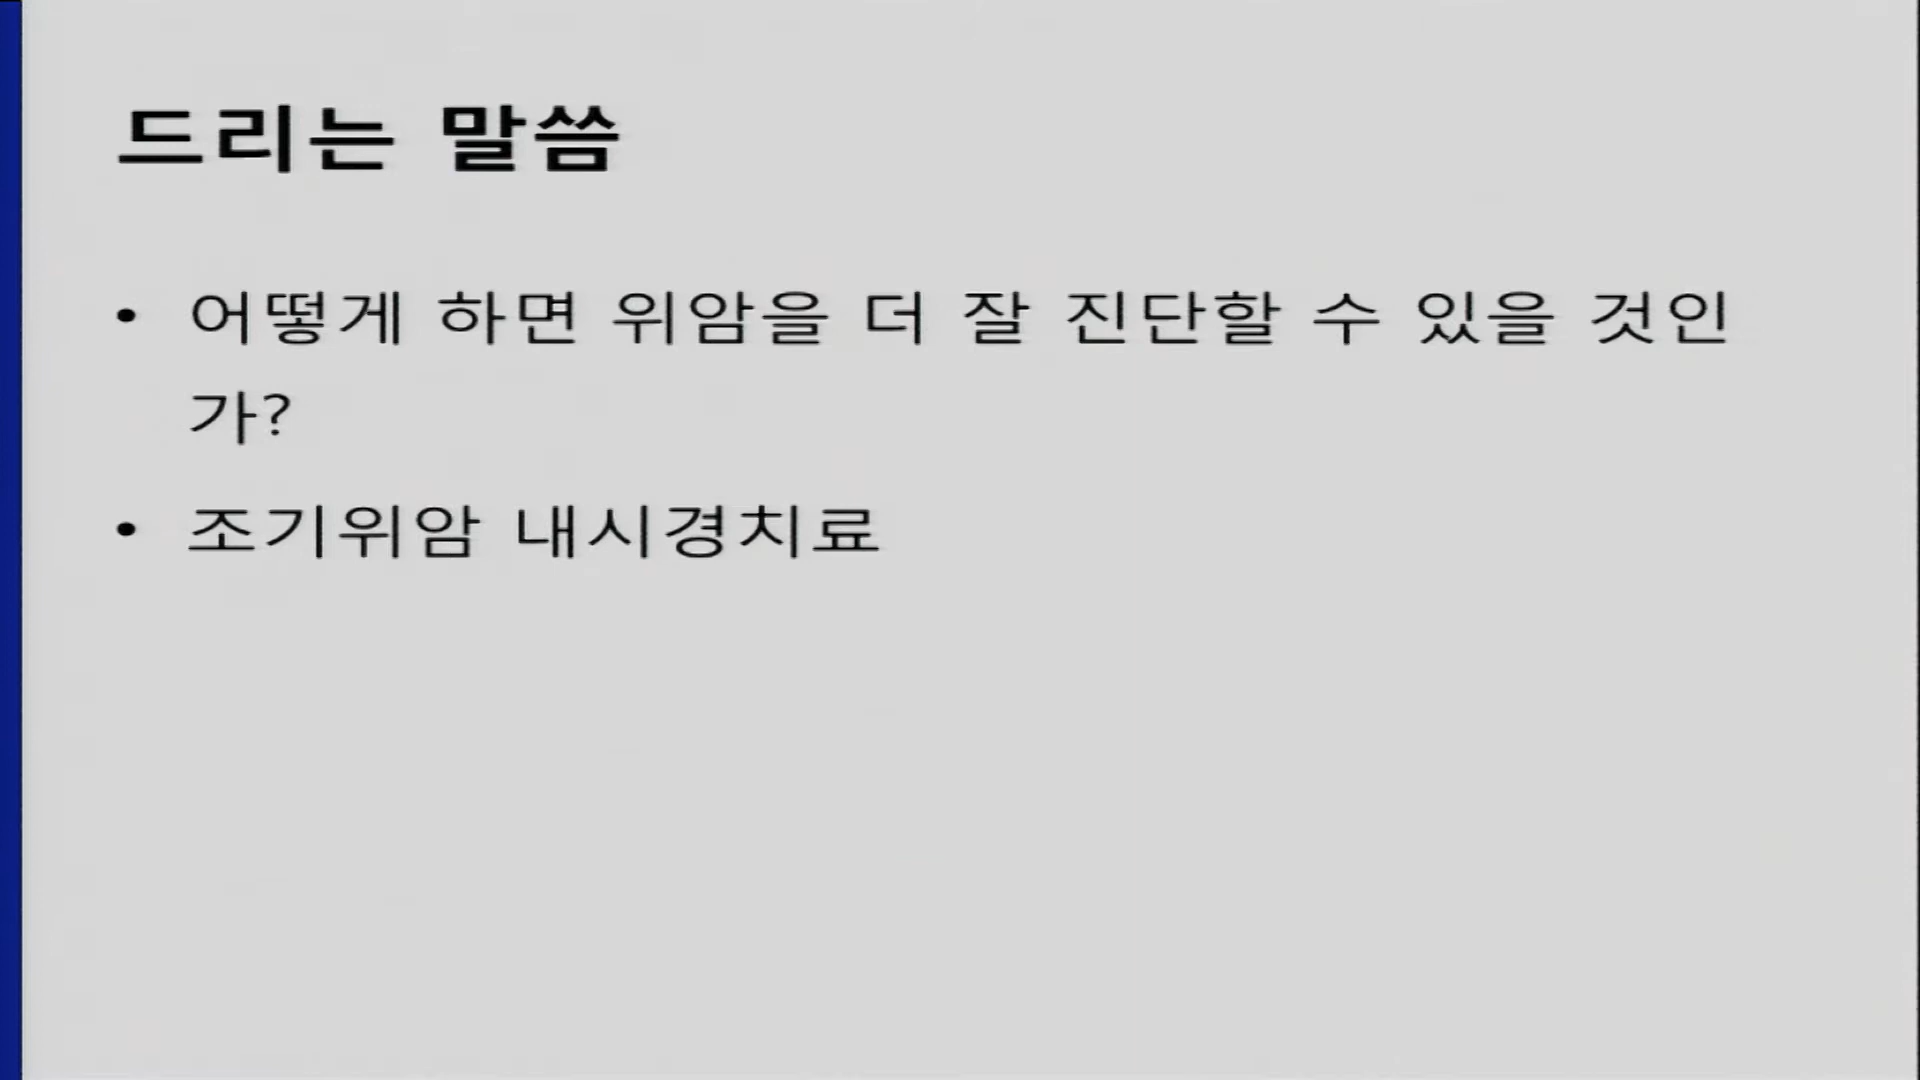 드리는 말씀
• 어떻게 하면 위암을 더 잘 진단할 수 있을 것인
가?
• 조기위암 내시경치료